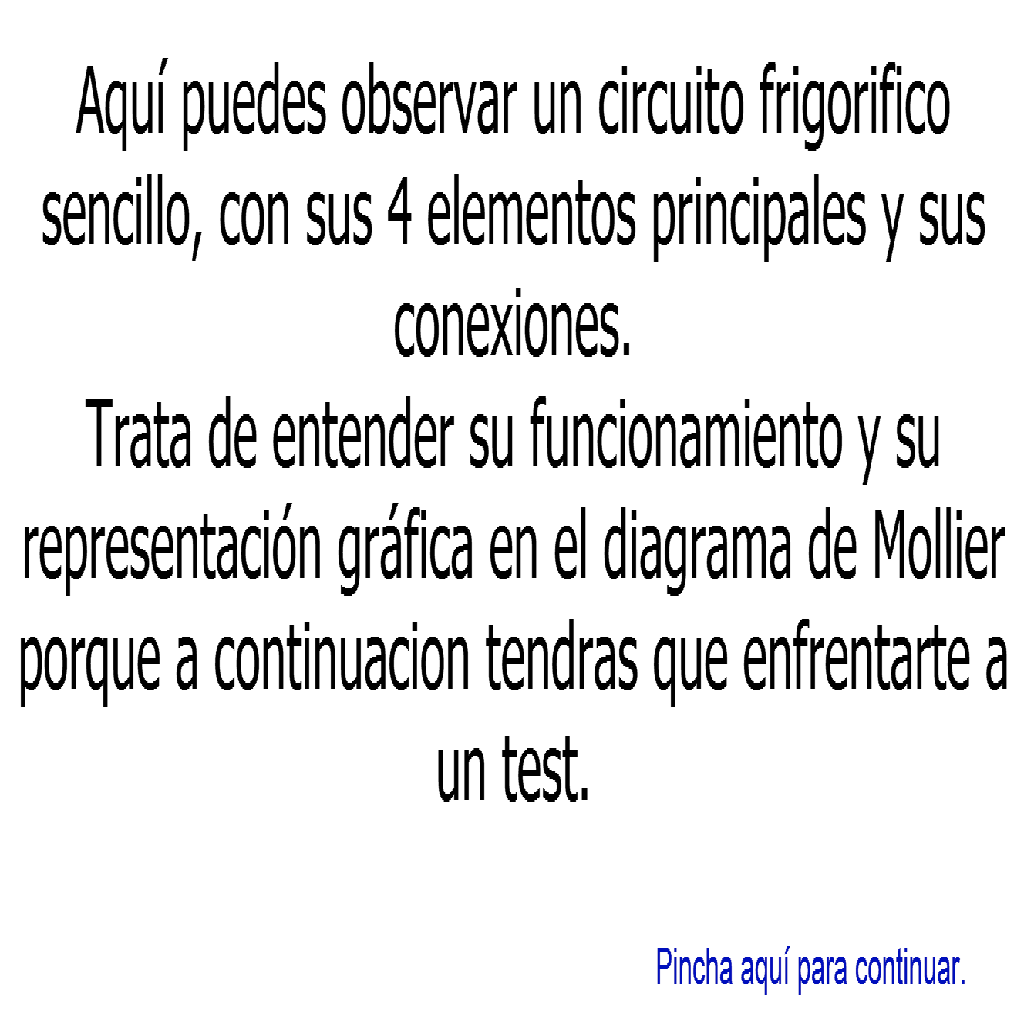 Aquí puedes observar un circuito frigorifico
sencillo, con sus 4 elementos principales y sus
conexiones.
Trata de entender su funcionamiento y su
representación gráfica en el diagrama de Mollier
porque a continuacion tendras que enfrentarte a
un test.
Pincha aquí para continuar.